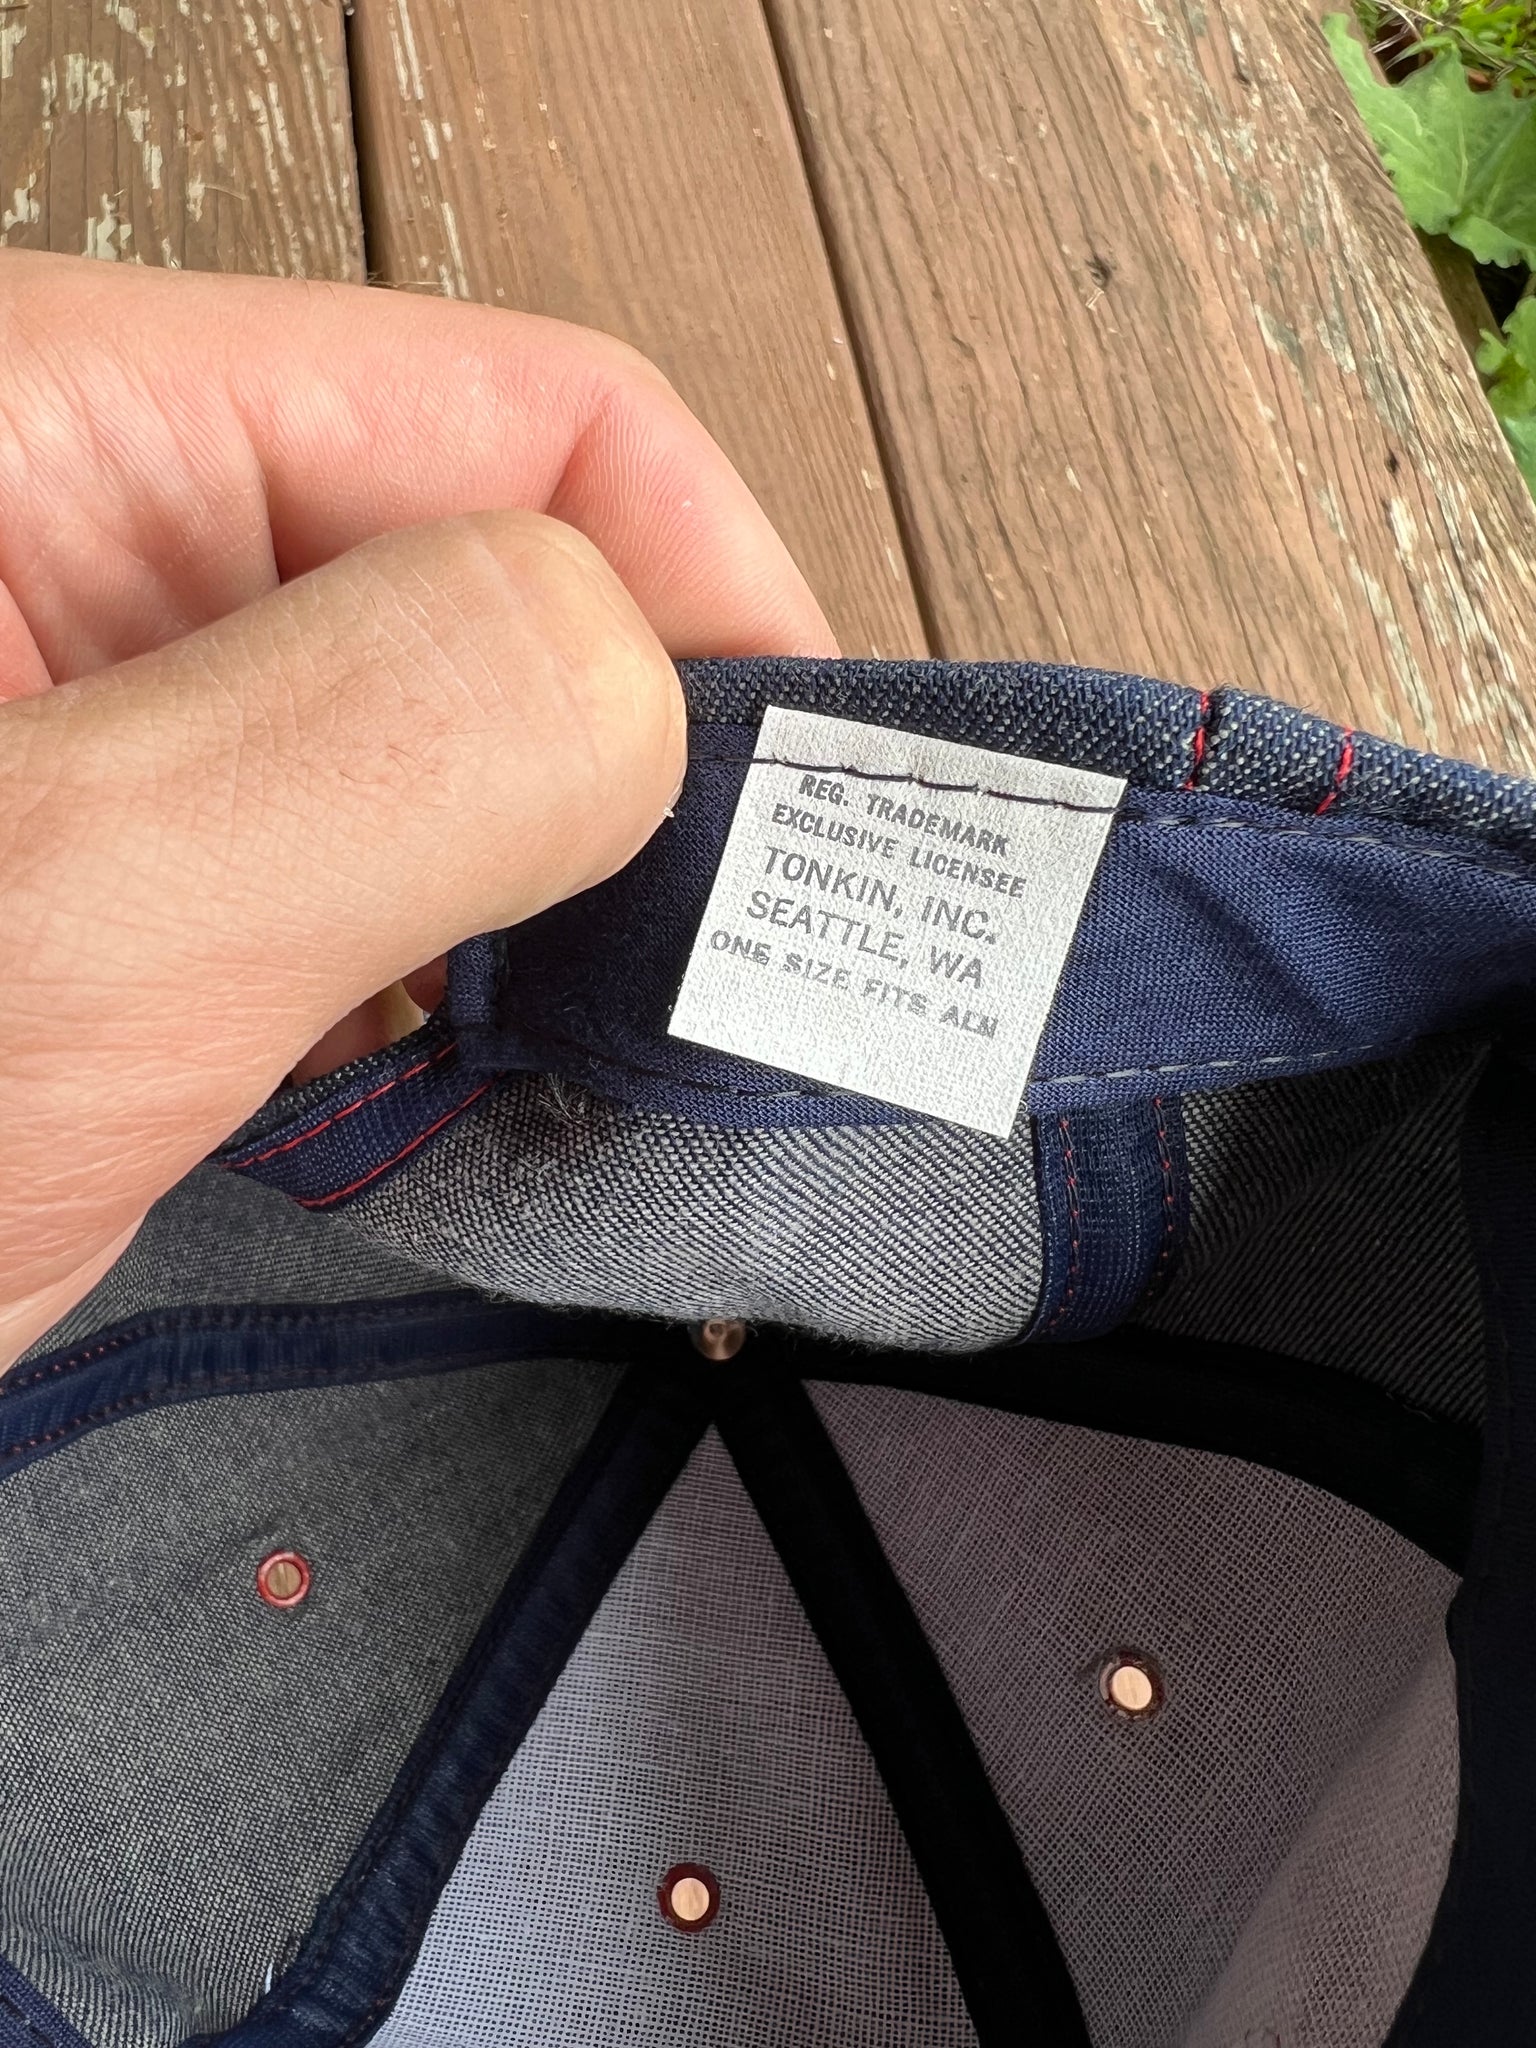 REG. TRADEMARK
EXCLUSIVE LICENSEE
TONKIN, INC.
SEATTLE, WA
ONE SIZE FITS ALL